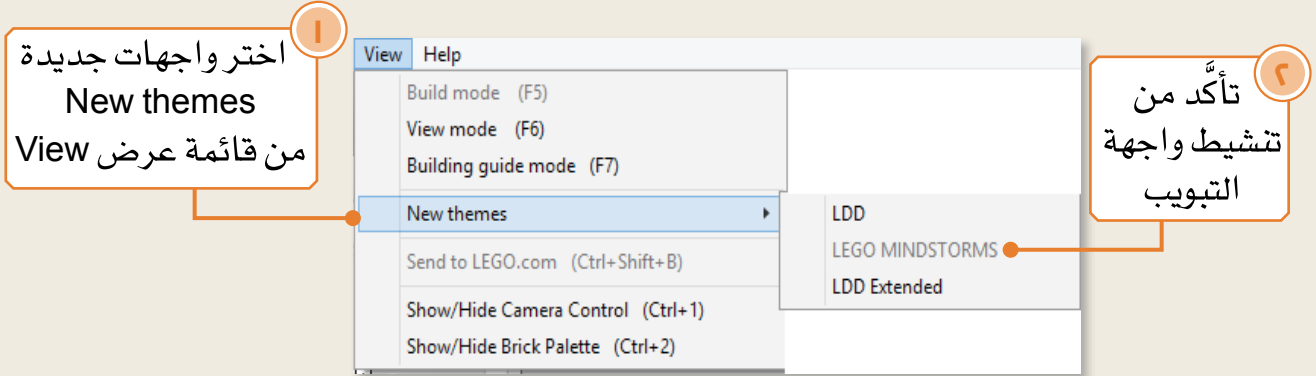 ١
اختر واجهات جديدة
New themes
من قائمة عرض View
View Help
Build mode (F5)
View mode (F6)
Building guide mode (F7)
New themes
Send to LEGO.com (Ctrl+Shift+B)
Show/Hide Camera Control (Ctrl+1)
Show/Hide Brick Palette (Ctrl+2)
LDD
LEGO MINDSTORMS
LDD Extended
٢
تأكَّد من
تنشيط واجهة
التبويب